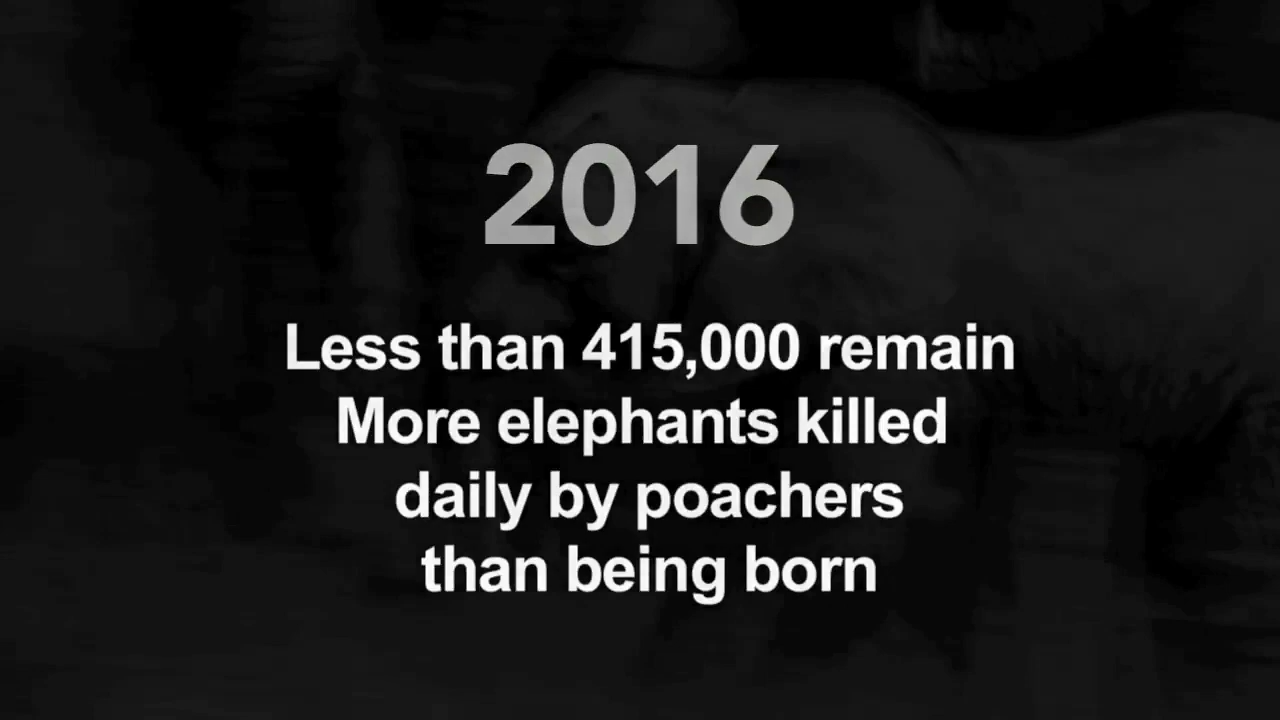 2016
Less than 415,000 remain
More elephants killed
daily by poachers
than being born